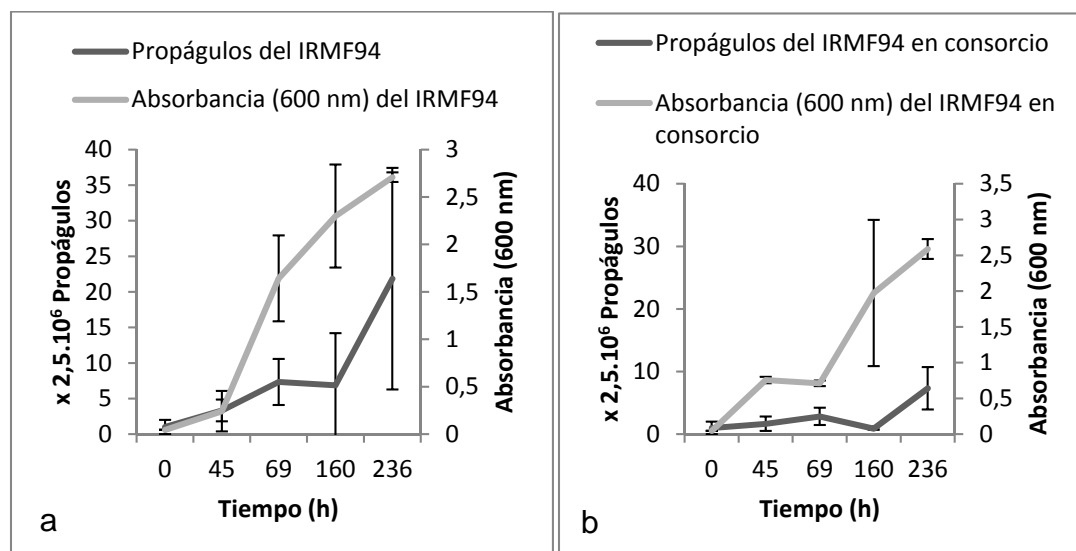 Propágulos del IRMF94
Absorbancia (600 nm) del IRMF94
40
35
30
25
20
15
10
5
0
x 2,5.10⁶ Propágulos
3
2,5
2
1,5
1
0,5
0
Absorbancia (600 nm)
0 45 69 160 236
Tiempo (h)
a
Propágulos del IRMF94 en consorcio
Absorbancia (600 nm) del IRMF94 en
consorcio
40
30
20
10
0
x 2,5.10⁶ Propágulos
3,5
3
2,5
2
1,5
1
0,5
0
Absorbancia (600 nm)
0 45 69 160 236
Tiempo (h)
b